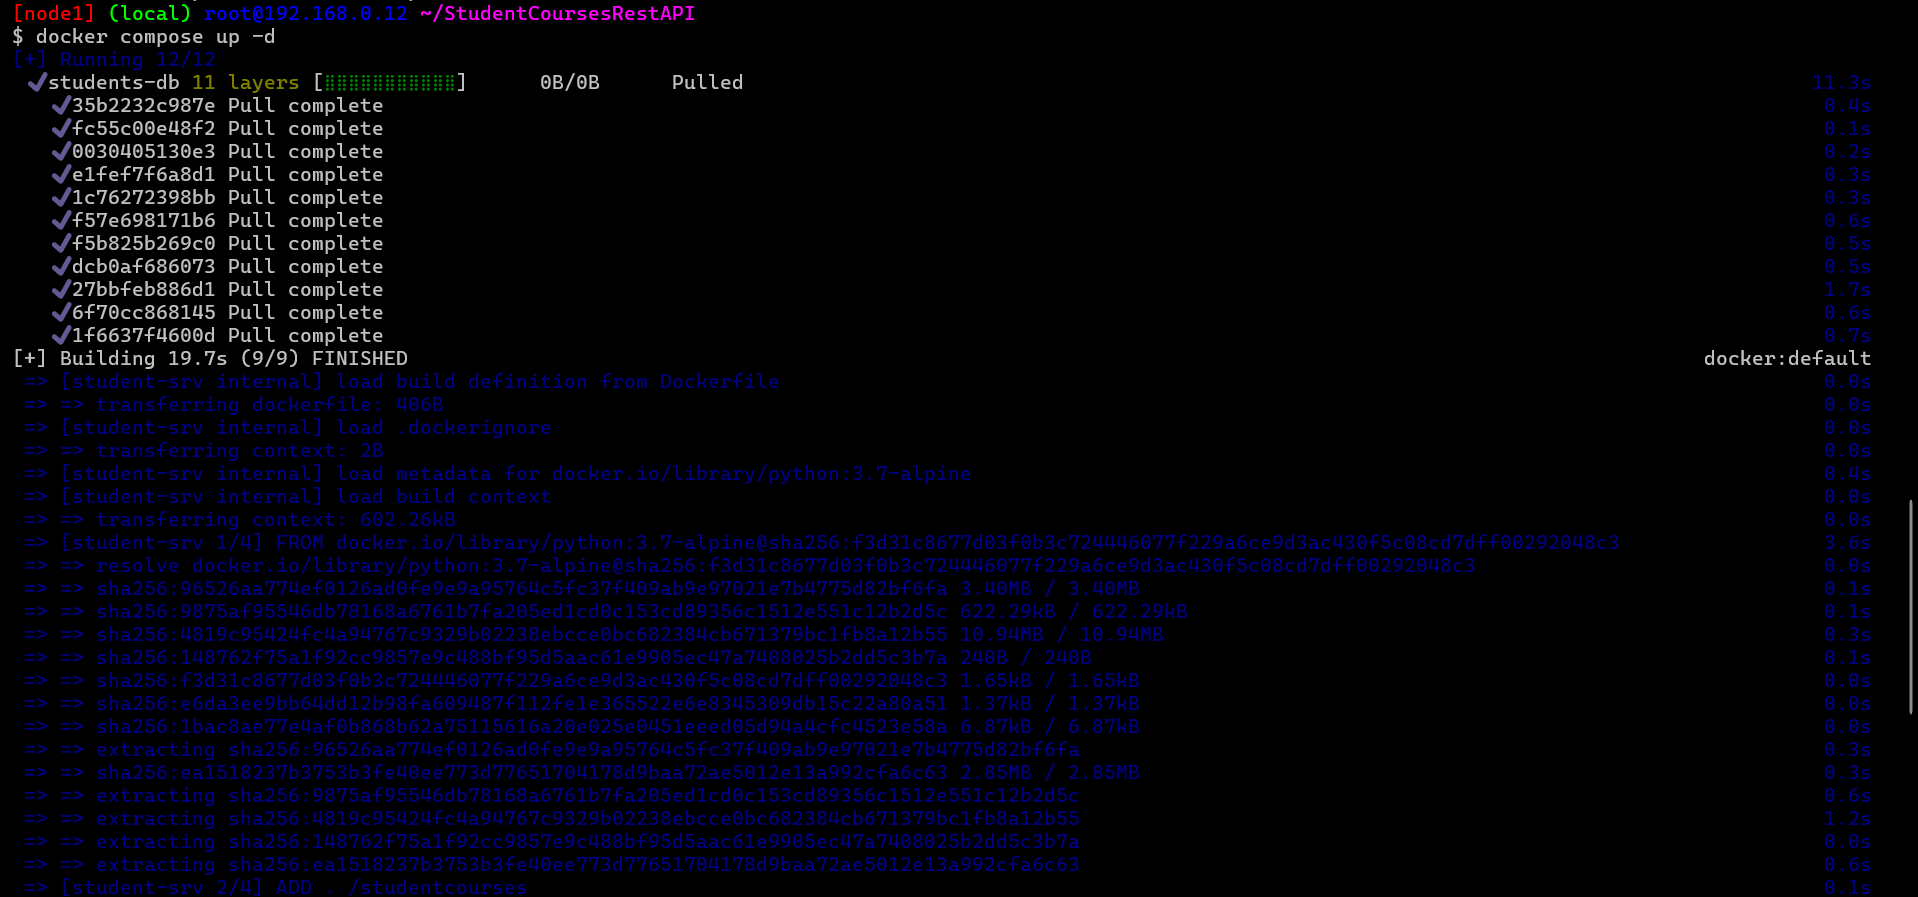 [node1] (local) root@192.168.0.12 ~/StudentCoursesRestAPI
$ docker compose up -d
[+] Running 12/12
✔students-db 11 layers [⣿⣿⣿⣿⣿⣿⣿⣿⣿⣿⣿] 0B/0B Pulled 11.3s
✔35b2232c987e Pull complete 0.4s
✔fc55c00e48f2 Pull complete 0.1s
✔0030405130e3 Pull complete 0.2s
✔e1fef7f6a8d1 Pull complete 0.3s
✔1c76272398bb Pull complete 0.3s
✔f57e698171b6 Pull complete 0.6s
✔f5b825b269c0 Pull complete 0.5s
✔dcb0af686073 Pull complete 0.5s
✔27bbfeb886d1 Pull complete 1.7s
✔6f70cc868145 Pull complete 0.6s
✔1f6637f4600d Pull complete 0.7s
[+] Building 19.7s (9/9) FINISHED docker:default
=> [student-srv internal] load build definition from Dockerfile 0.0s
=> => transferring dockerfile: 406B 0.0s
=> [student-srv internal] load .dockerignore 0.0s
=> => transferring context: 2B 0.0s
=> [student-srv internal] load metadata for docker.io/library/python:3.7-alpine 0.4s
=> [student-srv internal] load build context 0.0s
=> => transferring context: 602.26kB 0.0s
=> [student-srv 1/4] FROM docker.io/library/python:3.7-alpine@sha256:f3d31c8677d03f0b3c724446077f229a6ce9d3ac430f5c08cd7dff00292048c3 3.6s
=> => resolve docker.io/library/python:3.7-alpine@sha256:f3d31c8677d03f0b3c724446077f229a6ce9d3ac430f5c08cd7dff00292048c3 0.0s
=> => sha256:96526aa774ef0126ad0fe9e9a95764c5fc37f409ab9e97021e7b4775d82bf6fa 3.40MB / 3.40MB 0.1s
=> => sha256:9875af95546db78168a6761b7fa205ed1cd0c153cd89356c1512e551c12b2d5c 622.29kB / 622.29kB 0.1s
=> => sha256:4819c95424fc4a94767c9329b02238ebcce0bc682384cb671379bc1fb8a12b55 10.94MB / 10.94MB 0.3s
=> => sha256:148762f75a1f92cc9857e9c488bf95d5aac61e9905ec47a7408025b2dd5c3b7a 240B / 240B 0.1s
=> => sha256:f3d31c8677d03f0b3c724446077f229a6ce9d3ac430f5c08cd7dff00292048c3 1.65kB / 1.65kB 0.0s
=> => sha256:e6da3ee9bb64dd12b98fa609487f112fe1e365522e6e8345309db15c22a80a51 1.37kB / 1.37kB 0.0s
=> => sha256:1bac8ae77e4af0b868b62a75115616a20e025e0451eeed05d94a4cfc4523e58a 6.87kB / 6.87kB 0.0s
=> => extracting sha256:96526aa774ef0126ad0fe9e9a95764c5fc37f409ab9e97021e7b4775d82bf6fa 0.3s
=> => sha256:ea1518237b3753b3fe40ee773d77651704178d9baa72ae5012e13a992cfa6c63 2.85MB / 2.85MB 0.3s
=> => extracting sha256:9875af95546db78168a6761b7fa205ed1cd0c153cd89356c1512e551c12b2d5c 0.6s
=> => extracting sha256:4819c95424fc4a94767c9329b02238ebcce0bc682384cb671379bc1fb8a12b55 1.2s
=> => extracting sha256:148762f75a1f92cc9857e9c488bf95d5aac61e9905ec47a7408025b2dd5c3b7a 0.0s
=> => extracting sha256:ea1518237b3753b3fe40ee773d77651704178d9baa72ae5012e13a992cfa6c63 0.6s
=> [student-srv 2/4] ADD . /studentcourses 0.1s